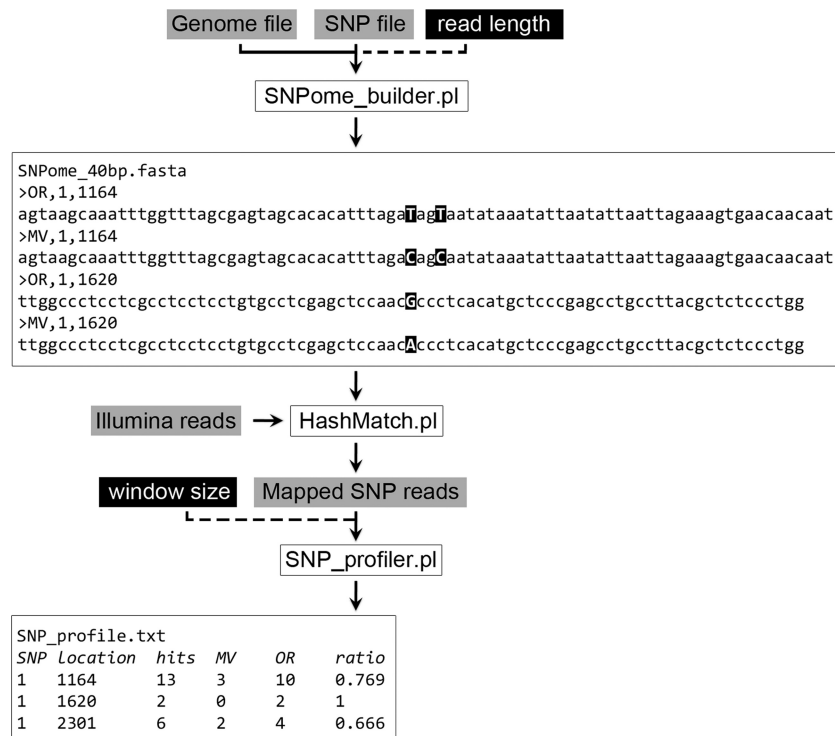 Genome file SNP file read length
SNPome_builder.pl
SNPome_40bp.fasta
>OR,1,1164
agtaagcaaatttggtttagcgagtagcacacatttagaTagTaatataaatattaatattaattagaaagtgaacaacaat
>MV,1,1164
agtaagcaaatttggtttagcgagtagcacacatttagaCagCaatataaatattaatattaattagaaagtgaacaacaat
>OR,1,1620
ttggccctcctcgcctcctcctgtgcctcgagctccaacGccctcacatgctcccgagcctgccttacgctctccctgg
>MV,1,1620
ttggccctcctcgcctcctcctgtgcctcgagctccaacAccctcacatgctcccgagcctgccttacgctctccctgg
Illumina reads HashMatch.pl
window size Mapped SNP reads
SNP_profiler.pl
SNP_profile.txt
SNP location hits MV OR ratio
1 1164 13 3 10 0.769
1 1620 2 0 2 1
1 2301 6 2 4 0.666